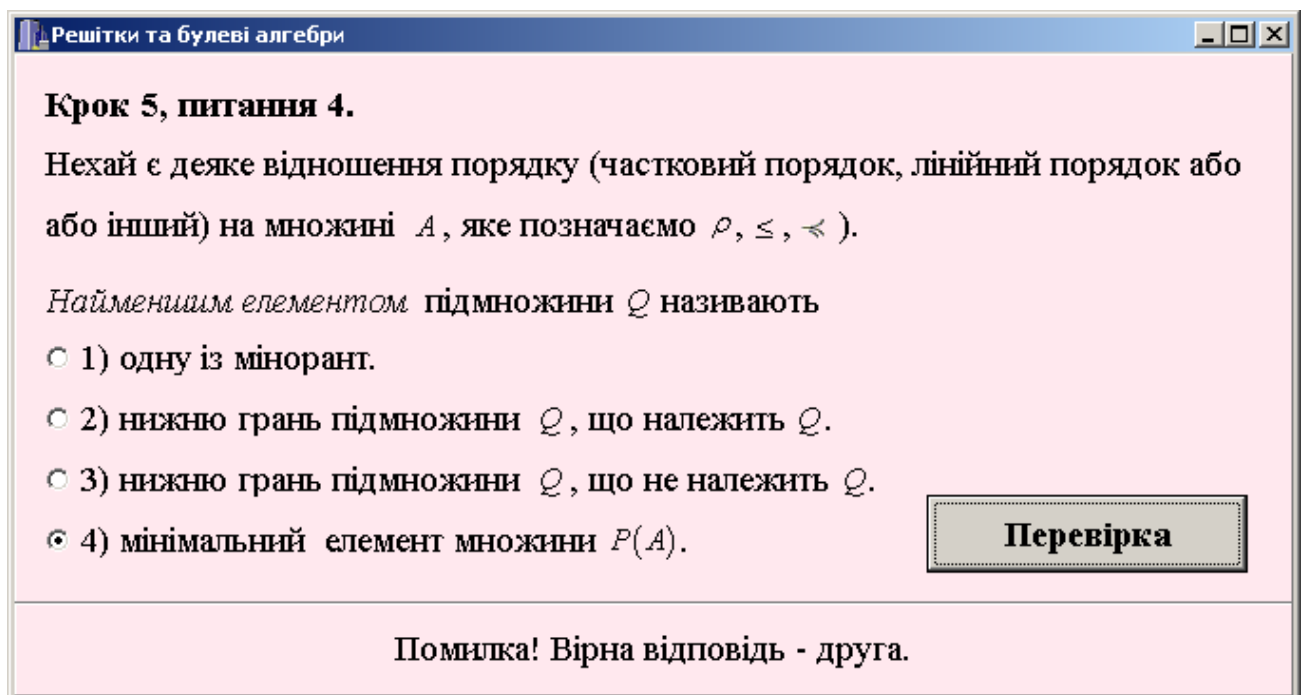 Решітки та булеві алгебри
Крок 5, питання 4.
Нехай є деяке відношення порядку (частковий порядок, лінійний порядок або
або інший) на множині A, яке позначаємо ρ, ≤, ≼ ).
Найменшим елементом підмножини Q називають
1) одну із мінорант.
2) нижню грань підмножини Q, що належить Q.
3) нижню грань підмножини Q, що не належить Q.
4) мінімальний елемент множини P(A).
Перевірка
Помилка! Вірна відповідь - друга.